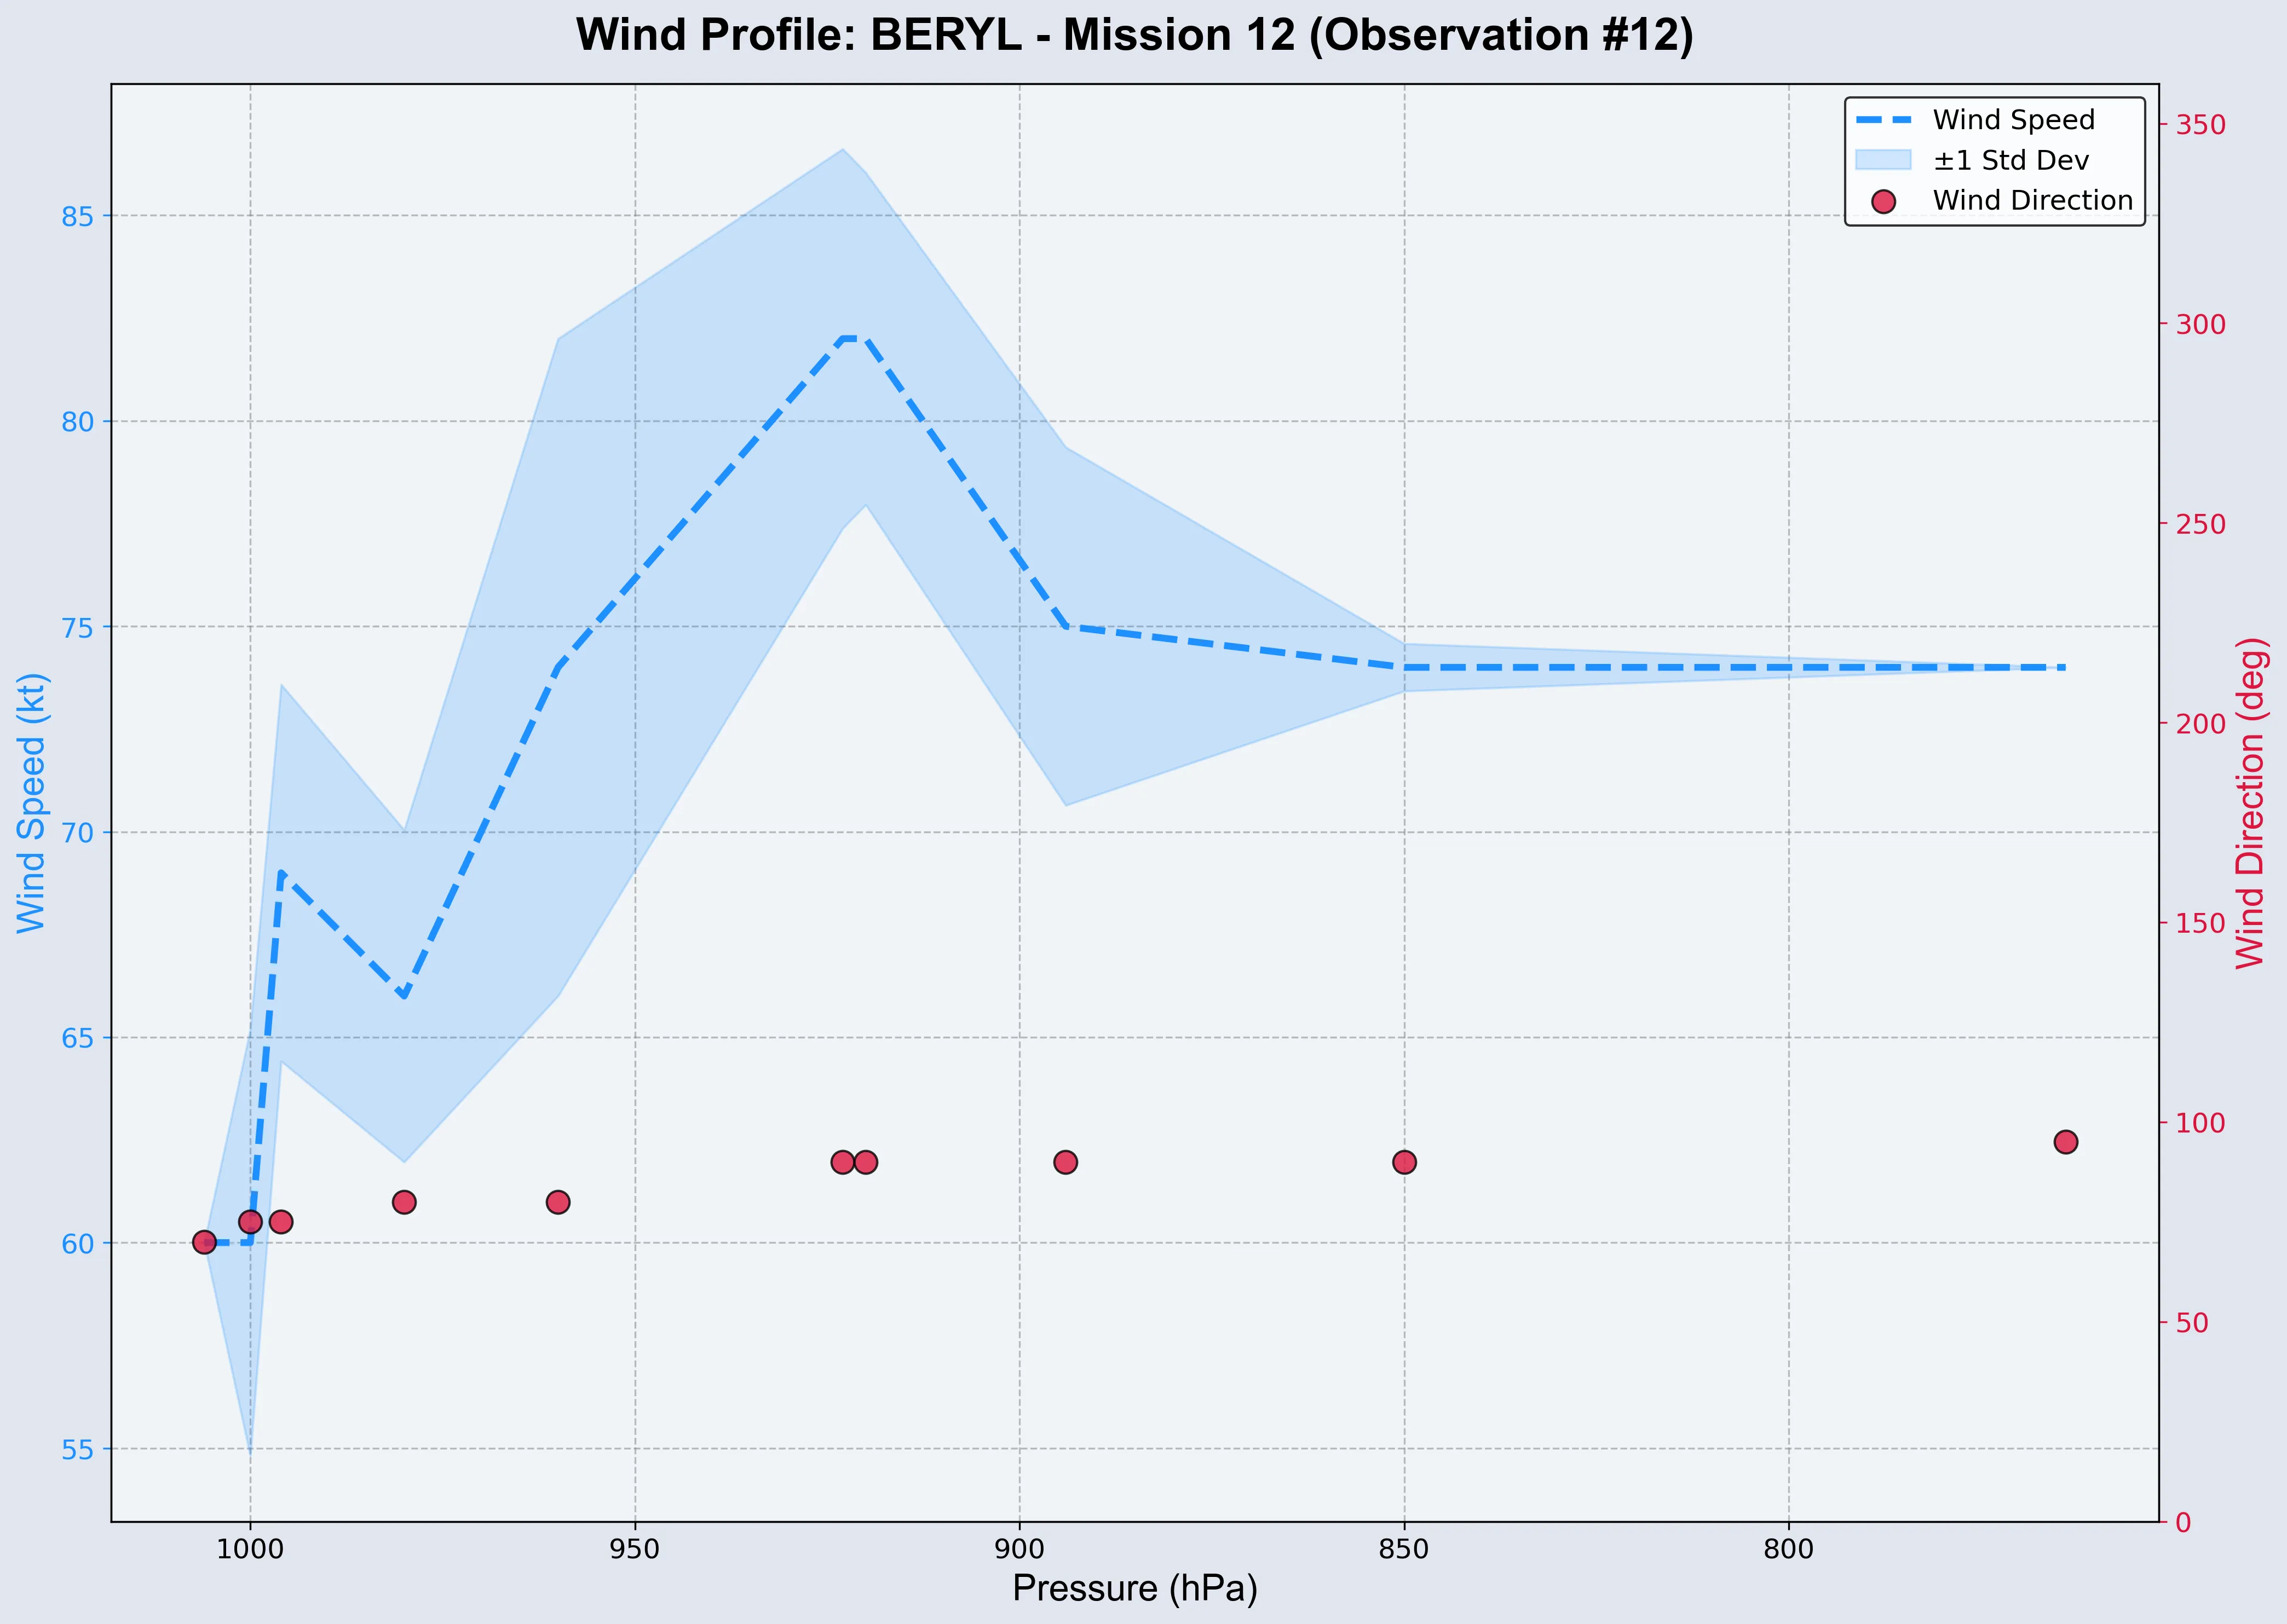 Wind Profile: BERYL - Mission 12 (Observation #12)
Wind Speed
±1 Std Dev
Wind Direction
Wind Speed (kt)
85
80
75
70
65
60
55
350
300
250
200
150
100
50
0
Wind Direction (deg)
1000
950
900
850
800
Pressure (hPa)